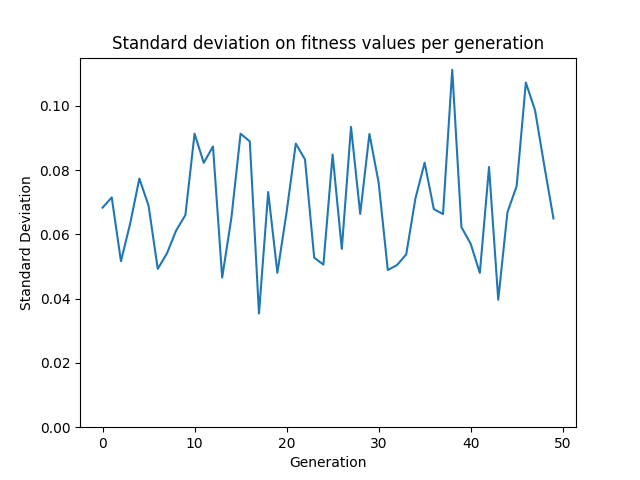 Standard deviation on fitness values per generation
0.10
0.08
0.06
0.04
0.02
0.00
Standard Deviation
0 10 20 30 40 50
Generation